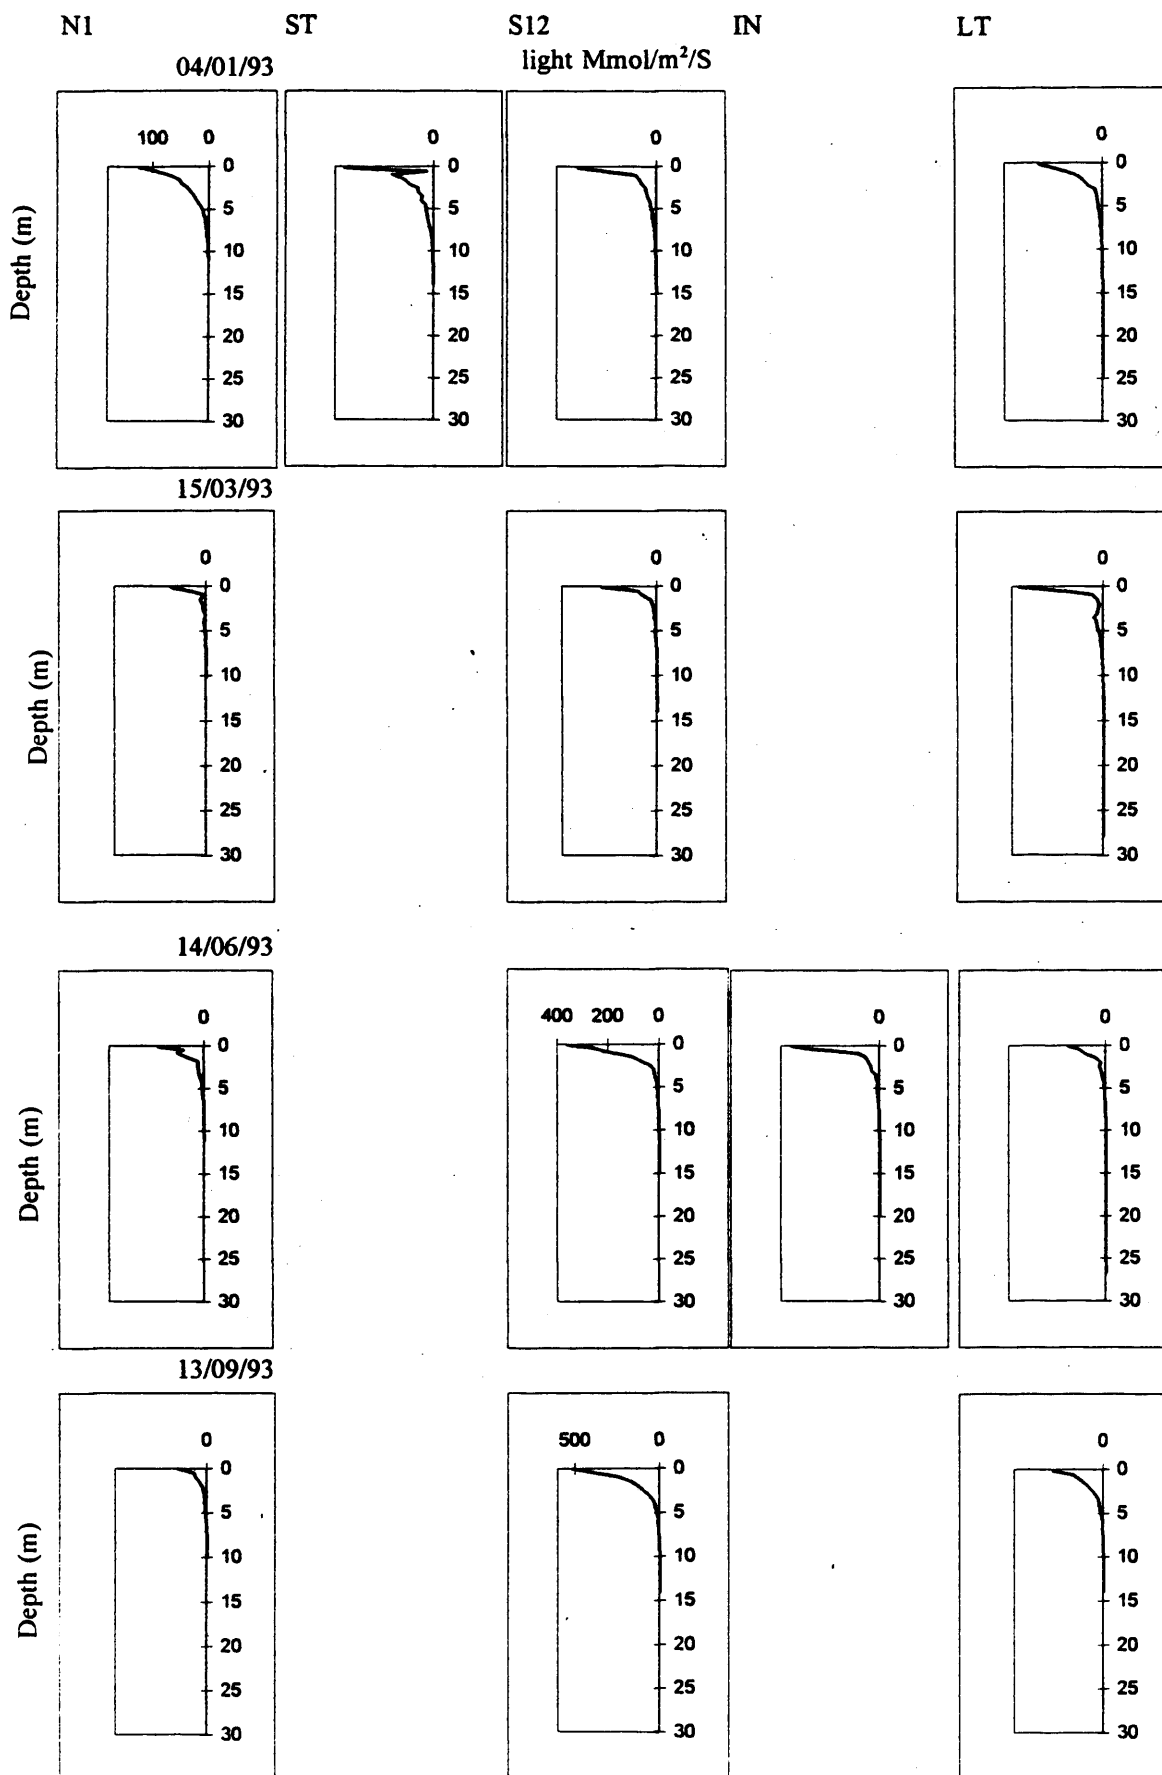 N1 ST S12 IN LT
04/01/93 light Mmol/m²/S
100 0 0 0 0
0 0 0 0
5 5 5 5
10 10 10 10
15 15 15 15
20 20 20 20
25 25 25 25
30 30 30 30
Depth (m)
15/03/93
0 0 0
0 0 0
5 5 5
10 10 10
15 15 15
20 20 20
25 25 25
30 30 30
Depth (m)
14/06/93
0 400 200 0 0 0
0 0 0 0
5 5 5 5
10 10 10 10
15 15 15 15
20 20 20 20
25 25 25 25
30 30 30 30
Depth (m)
13/09/93
0 500 0 0
0 0 0
5 5 5
10 10 10
15 15 15
20 20 20
25 25 25
30 30 30
Depth (m)